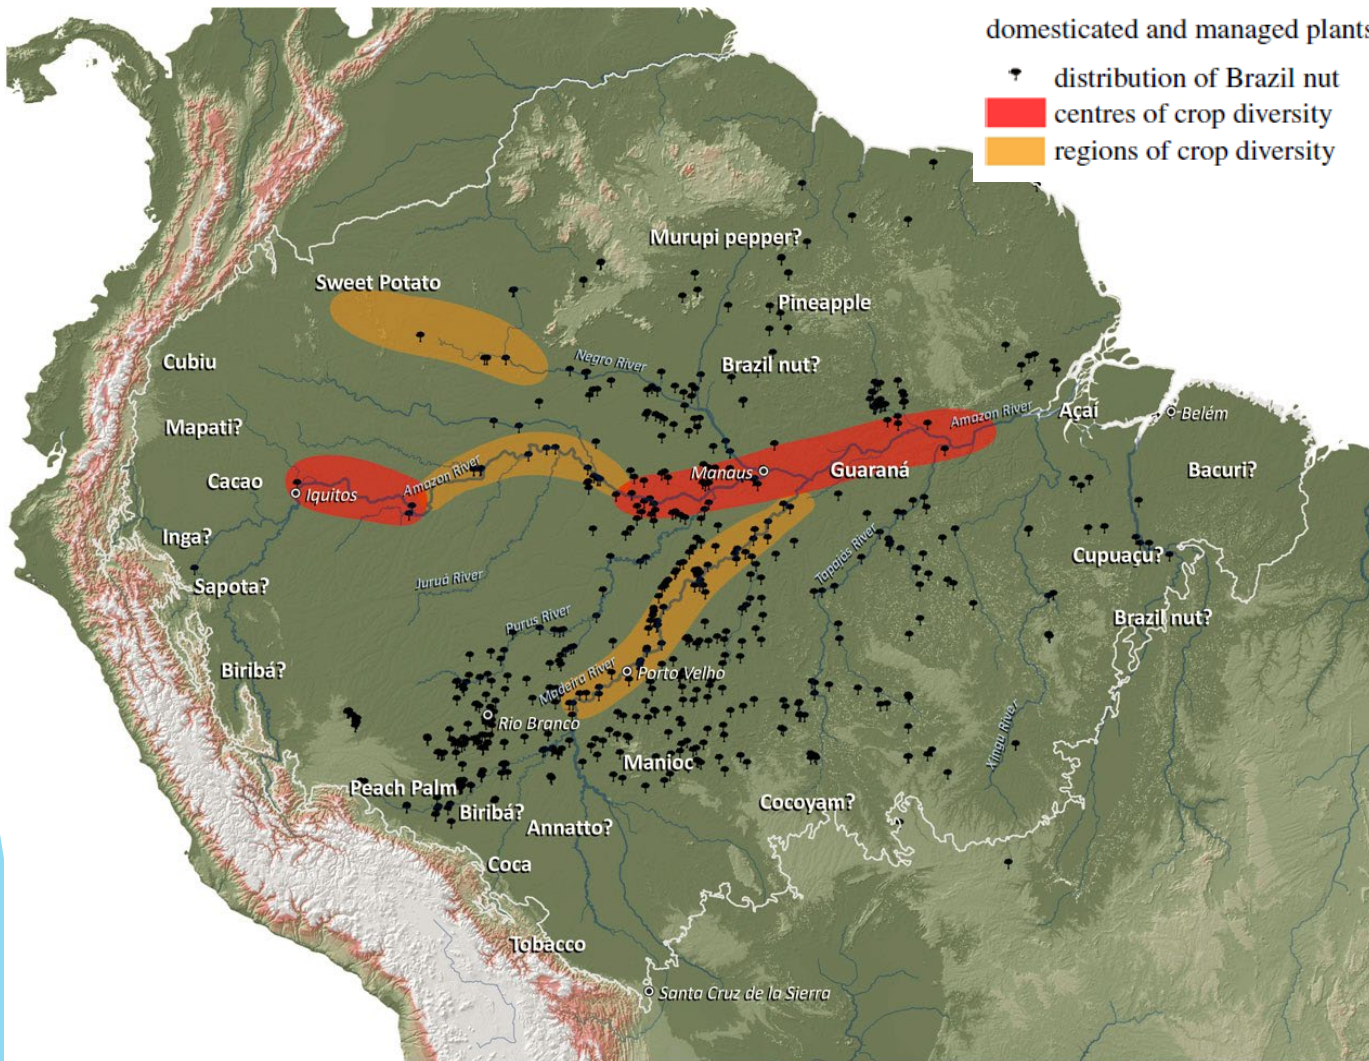 domesticated and managed plants
distribution of Brazil nut
centres of crop diversity
regions of crop diversity
Murupi pepper?
Sweet Potato
Pineapple
Cubiu
Negro River
Brazil nut?
Amazon River
Açaí
Belém
Mapati?
Cacao
Iquitos
Amazon River
Manaus
Guaraná
Bacuri?
Inga?
Sapota?
Juruá River
Tapajós River
Cupuaçu?
Purus River
Brazil nut?
Biribá?
Madeira River
Porto Velho
Rio Branco
Xingu River
Manioc
Peach Palm
Biribá?
Cocoyam?
Annatto?
Coca
Tobacco
Santa Cruz de la Sierra